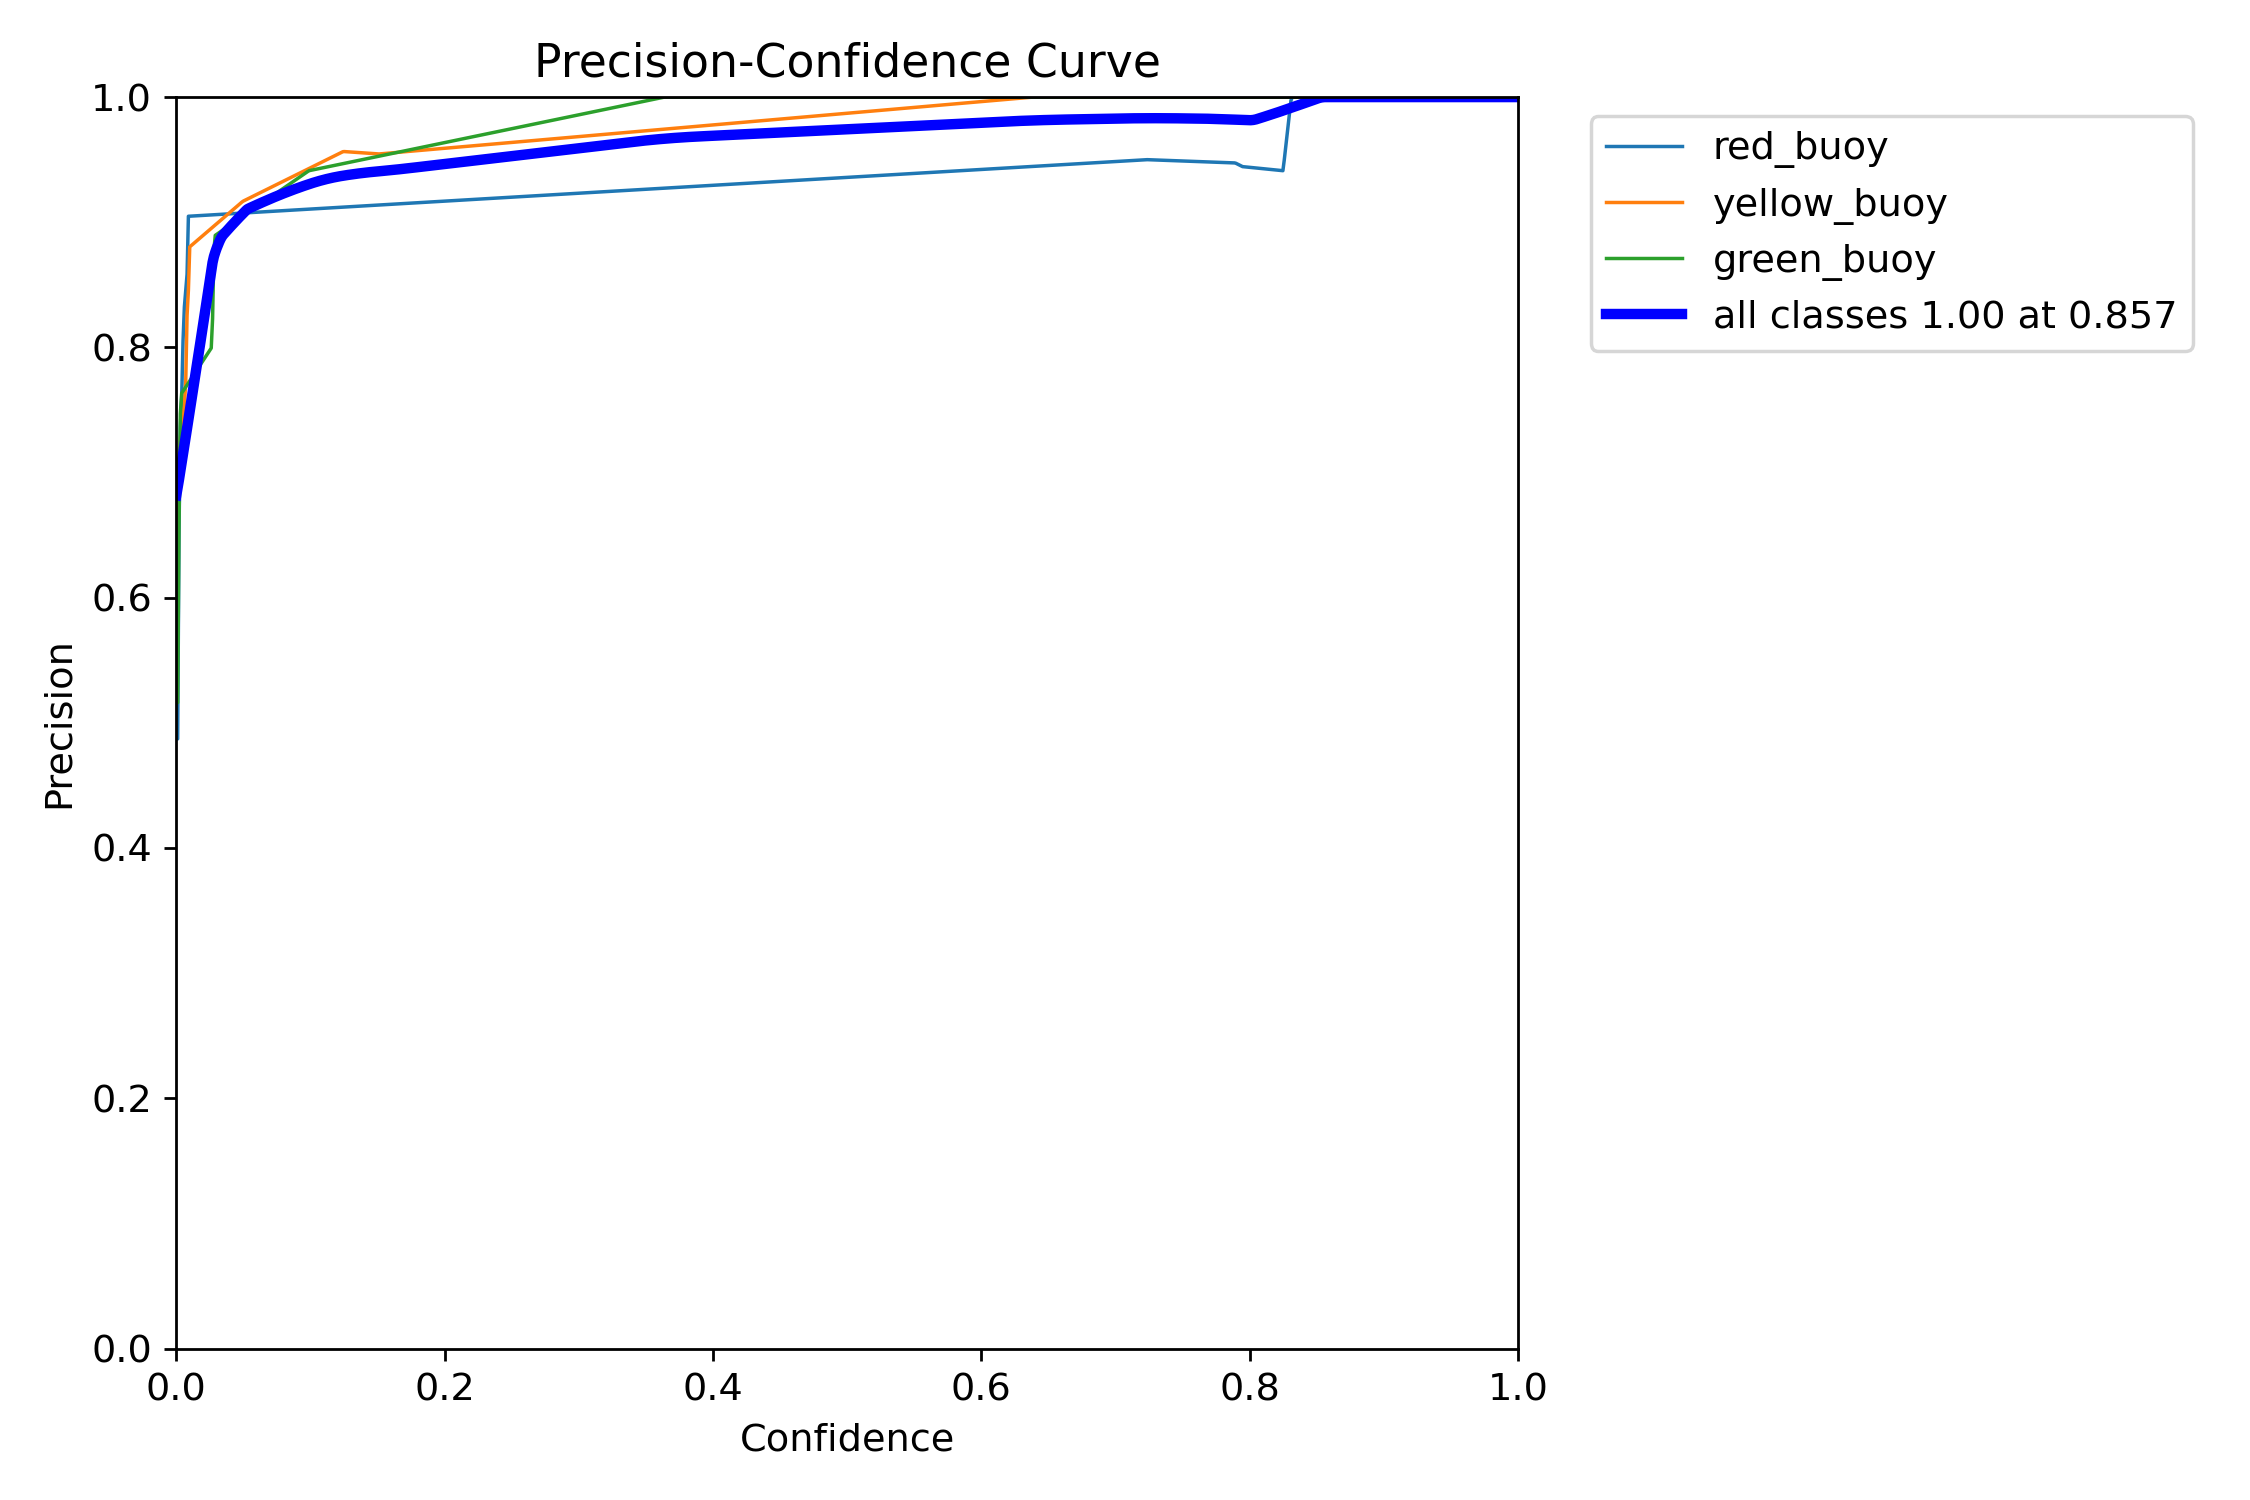 Precision-Confidence Curve
1.0
0.8
0.6
0.4
0.2
0.0
Precision
0.0 0.2 0.4 0.6 0.8 1.0
Confidence
red_buoy
yellow_buoy
green_buoy
all classes 1.00 at 0.857